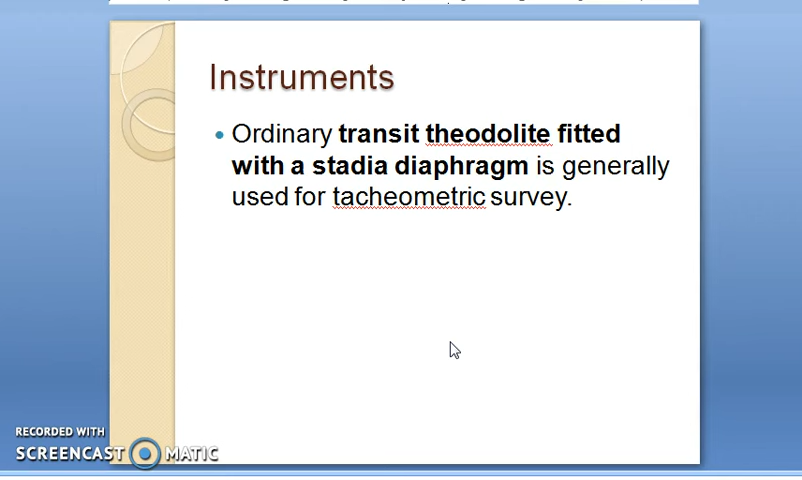 Instruments
Ordinary transit theodolite fitted
with a stadia diaphragm is generally
used for tacheometric survey.
RECORDED WITH
SCREENCAST MATIC